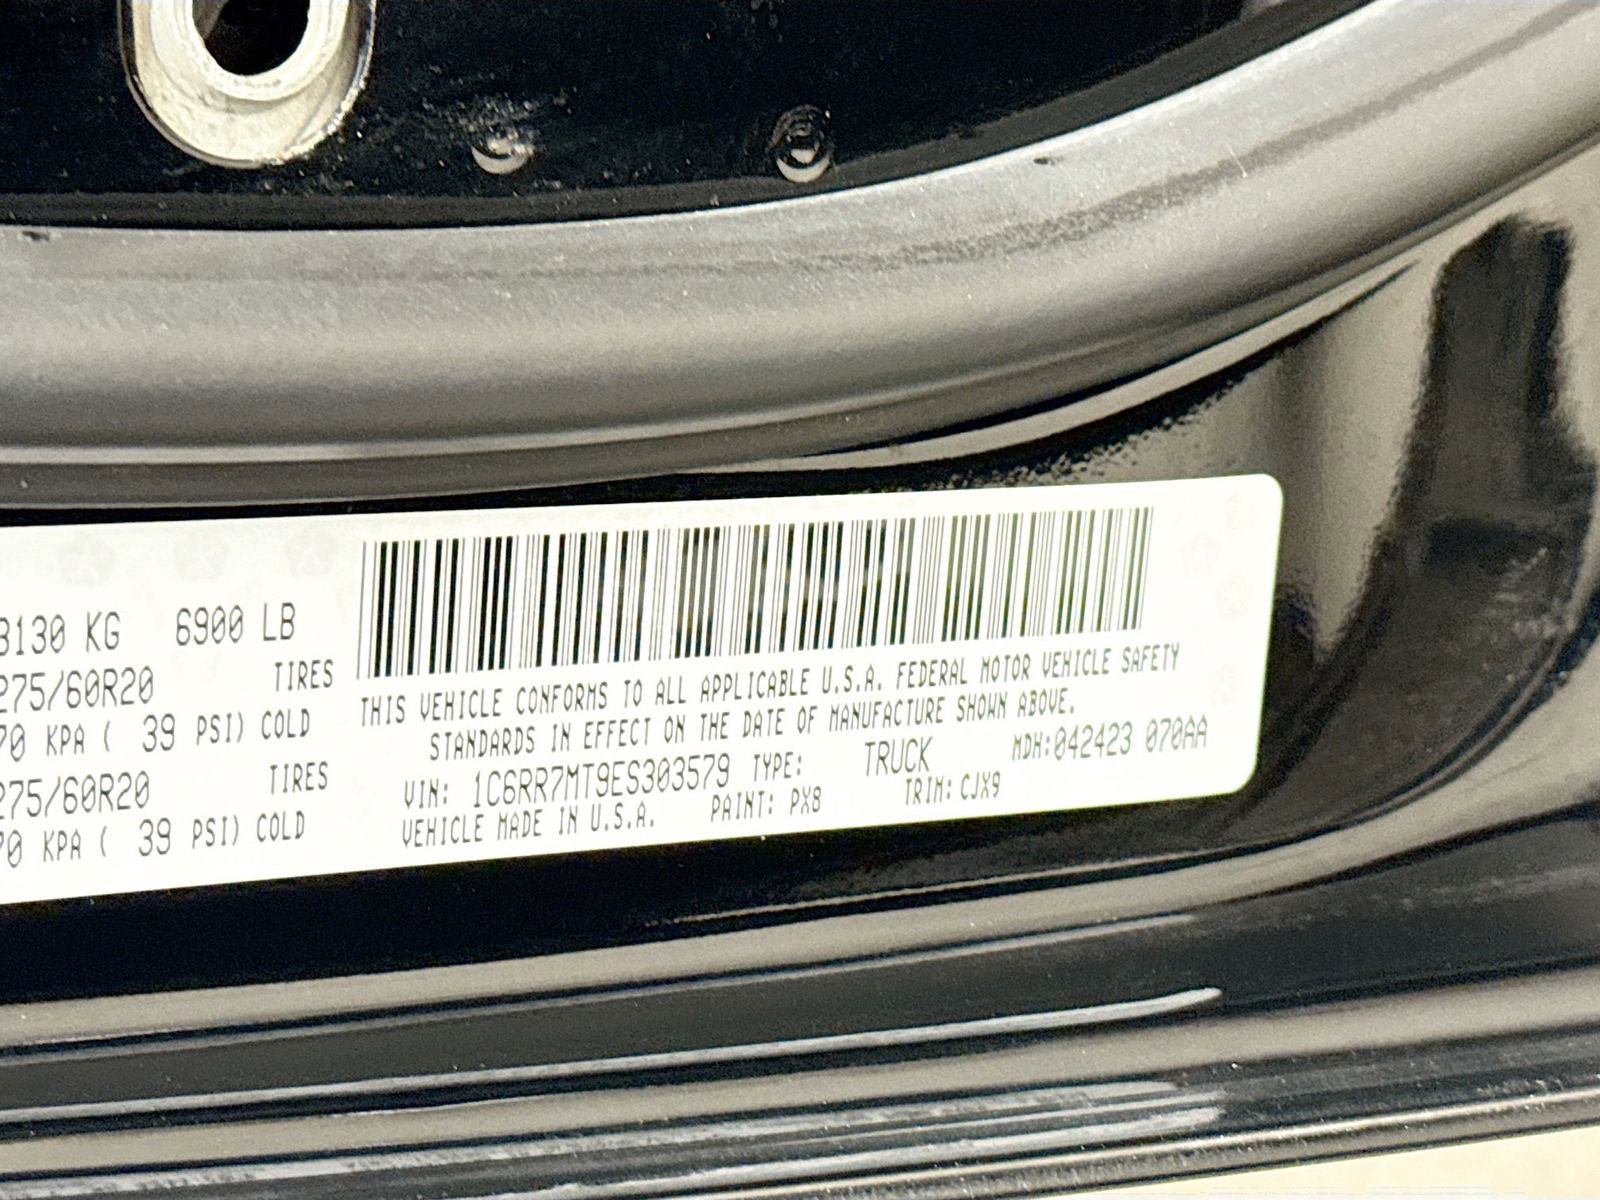 3130 KG 6900 LB
275/60R20 TIRES
70 KPA ( 39 PSI) COLD
275/60R20 TIRES
70 KPA ( 39 PSI) COLD
THIS VEHICLE CONFORMS TO ALL APPLICABLE U.S.A. FEDERAL MOTOR VEHICLE SAFETY
STANDARDS IN EFFECT ON THE DATE OF MANUFACTURE SHOWN ABOVE.
VIN: 1C6RR7MT9ES303579 TYPE: TRUCK MDH:042423 070AA
VEHICLE MADE IN U.S.A. PAINT: PX8 TRIM:CJX9